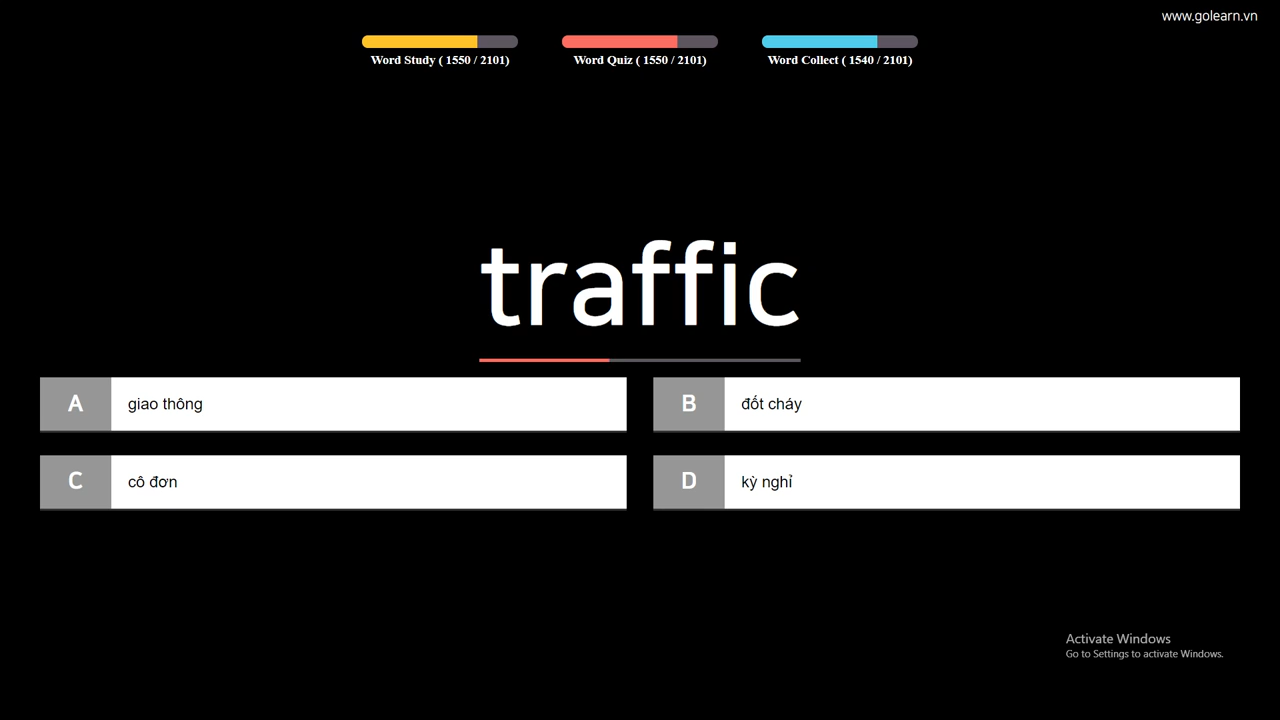 www.golearn.vn
Word Study ( 1550 / 2101)
Word Quiz ( 1550 / 2101)
Word Collect ( 1540 / 2101)
traffic
A giao thông
B đốt cháy
C cô đơn
D kỳ nghỉ
Activate Windows
Go to Settings to activate Windows.